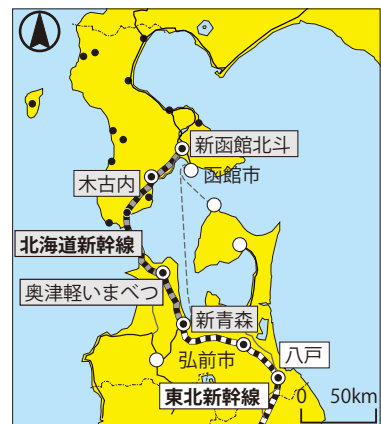 新函館北斗
函館市
木古内
北海道新幹線
奥津軽いまべつ
新青森
弘前市
八戸
東北新幹線
0 50km